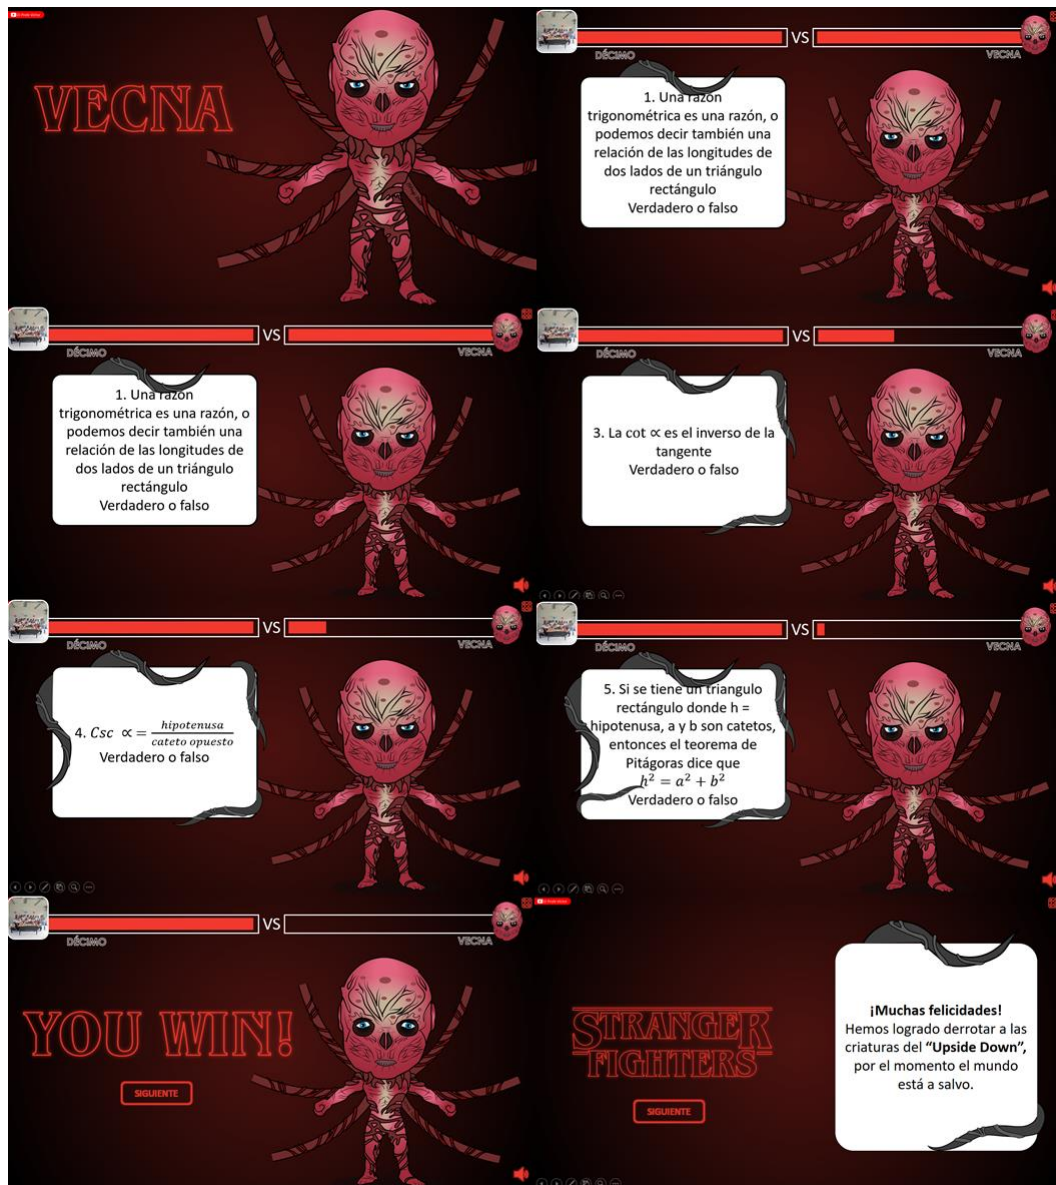 VECNA
VS
DÉCIMO
VECNA
1. Una razón
trigonométrica es una razón, o
podemos decir también una
relación de las longitudes de
dos lados de un triángulo
rectángulo
Verdadero o falso
VS
DÉCIMO
VECNA
1. Una razón
trigonométrica es una razón, o
podemos decir también una
relación de las longitudes de
dos lados de un triángulo
rectángulo
Verdadero o falso
VS
DÉCIMO
VECNA
3. La cot ∝ es el inverso de la
tangente
Verdadero o falso
VS
DÉCIMO
VECNA
4. Csc ∝ = hipotenusa / cateto opuesto
Verdadero o falso
VS
DÉCIMO
VECNA
5. Si se tiene un triangulo
rectángulo donde h =
hipotenusa, a y b son catetos,
entonces el teorema de
Pitágoras dice que
h² = a² + b²
Verdadero o falso
VS
DÉCIMO
VECNA
YOU WIN!
SIGUIENTE
STRANGER
FIGHTERS
SIGUIENTE
¡Muchas felicidades!
Hemos logrado derrotar a las
criaturas del “Upside Down”,
por el momento el mundo
está a salvo.